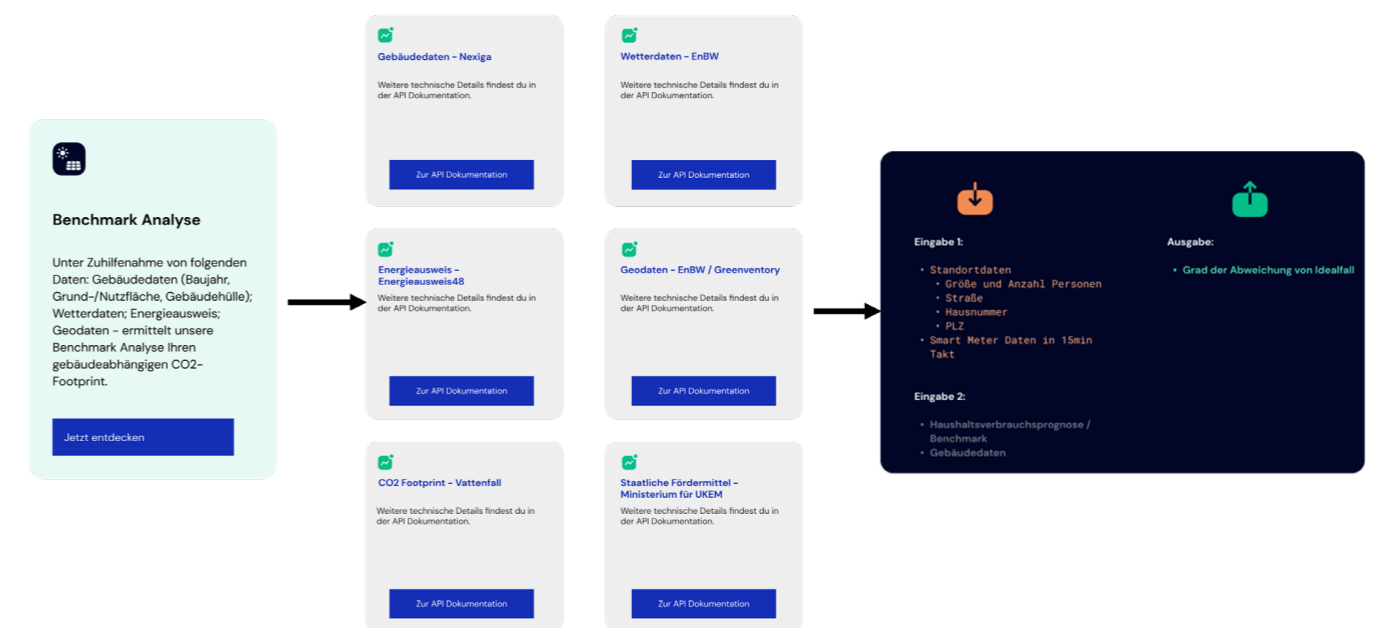 Benchmark Analyse
Unter Zuhilfenahme von folgenden
Daten: Gebäudedaten (Baujahr,
Grund-/Nutzfläche, Gebäudehülle);
Wetterdaten; Energieausweis;
Geodaten - ermittelt unsere
Benchmark Analyse Ihren
gebäudeabhängigen CO2-
Footprint.
Jetzt entdecken
Gebäudedaten - Nexiga
Weitere technische Details findest du in
der API Dokumentation.
Zur API Dokumentation
Wetterdaten - EnBW
Weitere technische Details findest du in
der API Dokumentation.
Zur API Dokumentation
Energieausweis -
Energieausweis48
Weitere technische Details findest du in
der API Dokumentation.
Zur API Dokumentation
Geodaten - EnBW / Greenventory
Weitere technische Details findest du in
der API Dokumentation.
Zur API Dokumentation
CO2 Footprint - Vattenfall
Weitere technische Details findest du in
der API Dokumentation.
Zur API Dokumentation
Staatliche Fördermittel -
Ministerium für UKEM
Weitere technische Details findest du in
der API Dokumentation.
Zur API Dokumentation
Eingabe 1:
• Standortdaten
• Größe und Anzahl Personen
• Straße
• Hausnummer
• PLZ
• Smart Meter Daten in 15min
Takt
Eingabe 2:
• Haushaltsverbrauchsprognose /
Benchmark
• Gebäudedaten
Ausgabe:
• Grad der Abweichung von Idealfall